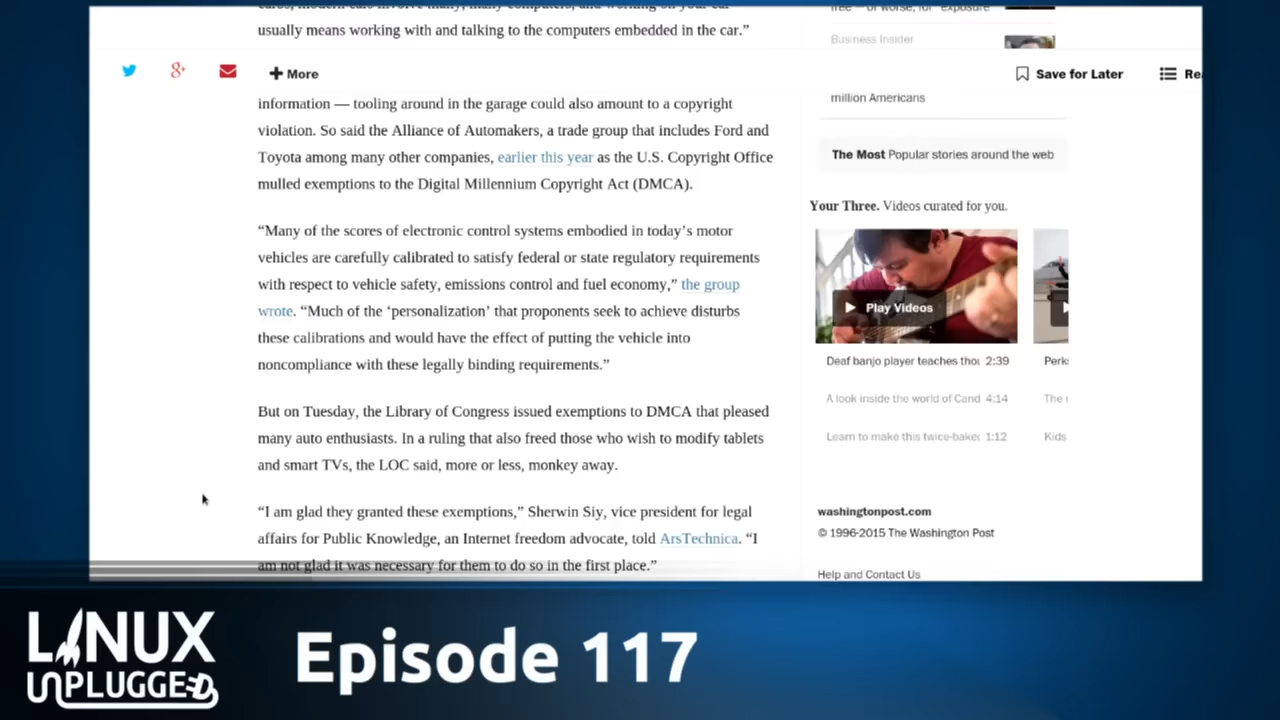 usually means working with and talking to the computers embedded in the car.”
More
information — tooling around in the garage could also amount to a copyright
violation. So said the Alliance of Automakers, a trade group that includes Ford and
Toyota among many other companies, earlier this year as the U.S. Copyright Office
mulled exemptions to the Digital Millennium Copyright Act (DMCA).
“Many of the scores of electronic control systems embodied in today’s motor
vehicles are carefully calibrated to satisfy federal or state regulatory requirements
with respect to vehicle safety, emissions control and fuel economy,” the group
wrote. “Much of the ‘personalization’ that proponents seek to achieve disturbs
these calibrations and would have the effect of putting the vehicle into
noncompliance with these legally binding requirements.”
But on Tuesday, the Library of Congress issued exemptions to DMCA that pleased
many auto enthusiasts. In a ruling that also freed those who wish to modify tablets
and smart TVs, the LOC said, more or less, monkey away.
“I am glad they granted these exemptions,” Sherwin Siy, vice president for legal
affairs for Public Knowledge, an Internet freedom advocate, told ArsTechnica. “I
am not glad it was necessary for them to do so in the first place.”
free — or worse, for “exposure”
Business Insider
Save for Later
Rea
million Americans
The Most Popular stories around the web
Your Three. Videos curated for you.
Play Videos
Deaf banjo player teaches thou 2:39
Perks
A look inside the world of Cand 4:14
The
Learn to make this twice-baked 1:12
Kids
washingtonpost.com
© 1996-2015 The Washington Post
Help and Contact Us
LINUX
UNPLUGGED
Episode 117